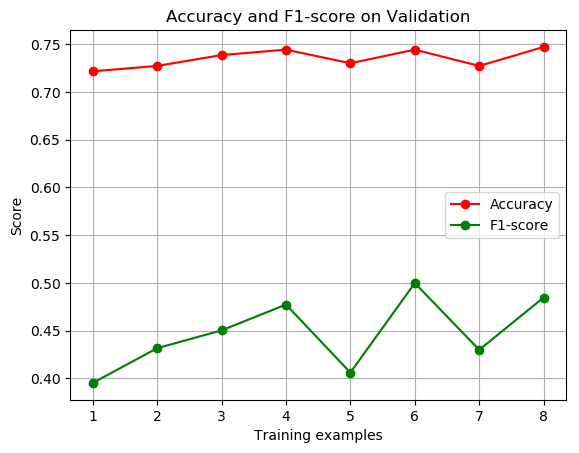 Accuracy and F1-score on Validation
0.75
0.70
0.65
0.60
0.55
0.50
0.45
0.40
Score
Accuracy
F1-score
1 2 3 4 5 6 7 8
Training examples